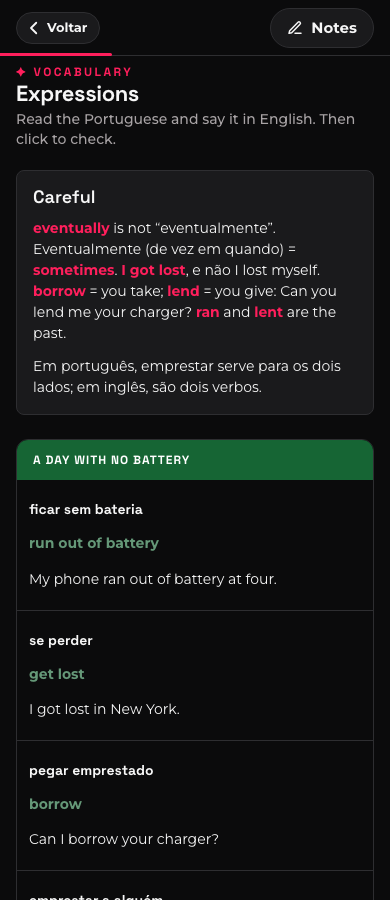 Voltar
Notes
VOCABULARY
Expressions
Read the Portuguese and say it in English. Then
click to check.
Careful
eventually is not “eventualmente”.
Eventualmente (de vez em quando) =
sometimes. I got lost, e não I lost myself.
borrow = you take; lend = you give: Can you
lend me your charger? ran and lent are the
past.
Em português, emprestar serve para os dois
lados; em inglês, são dois verbos.
A DAY WITH NO BATTERY
ficar sem bateria
run out of battery
My phone ran out of battery at four.
se perder
get lost
I got lost in New York.
pegar emprestado
borrow
Can I borrow your charger?
emprestar a alguém